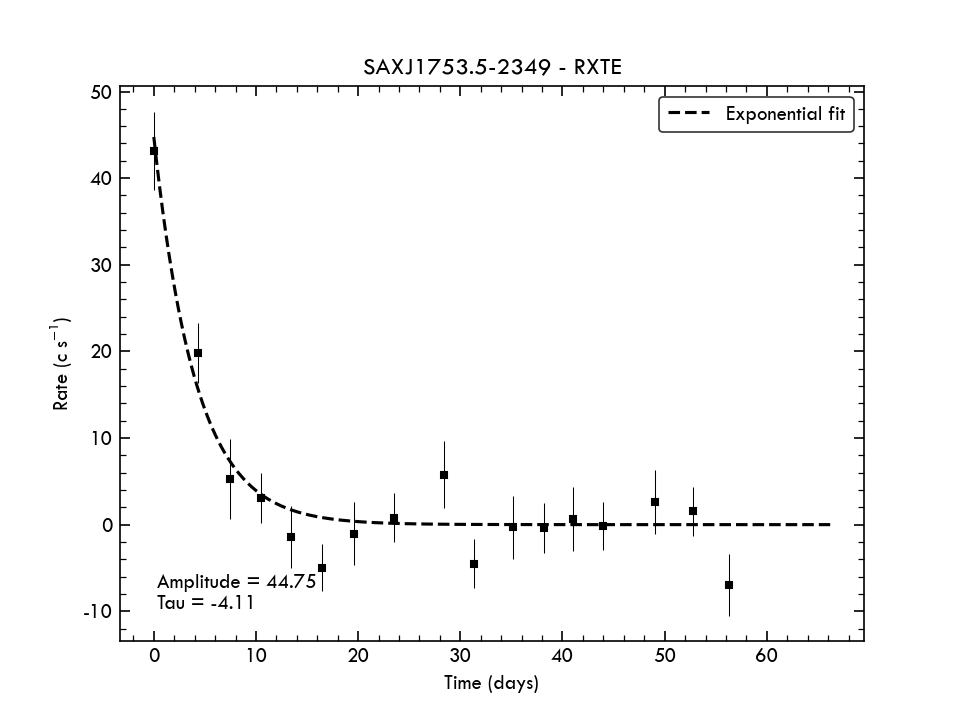 SAXJ1753.5-2349 - RXTE
Exponential fit
50
40
30
20
10
0
-10
Rate (c s⁻¹)
Amplitude = 44.75
Tau = -4.11
0 10 20 30 40 50 60
Time (days)